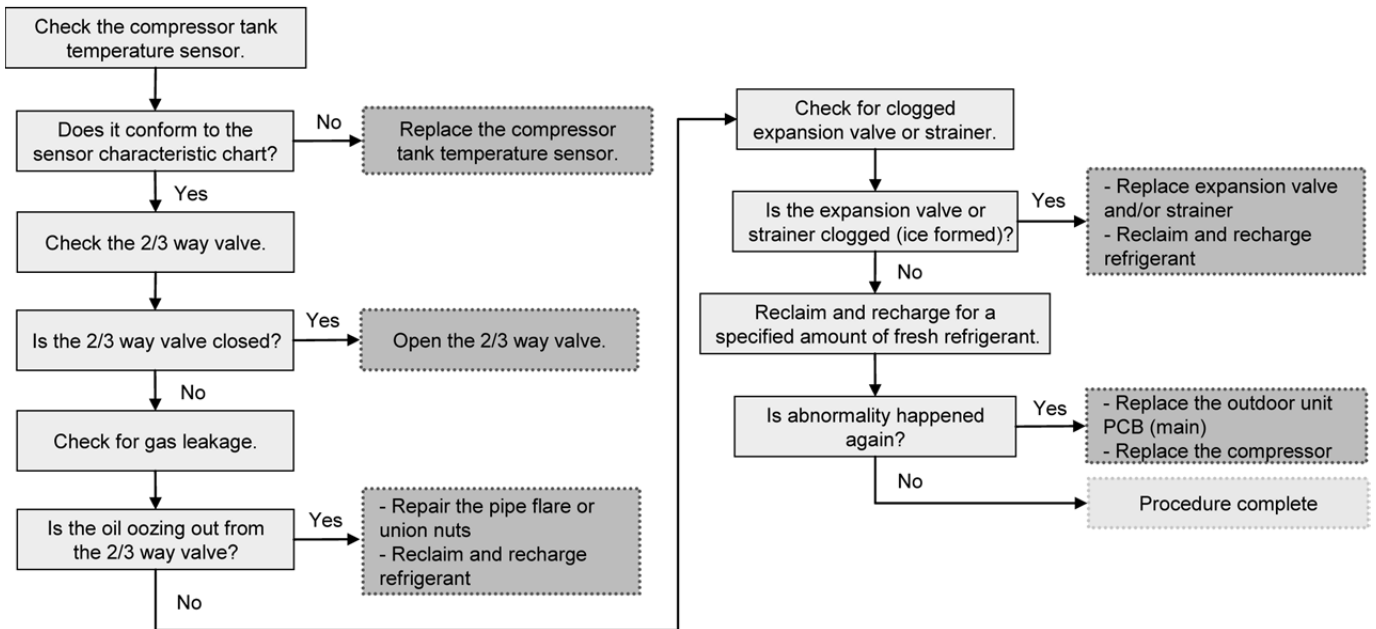 Check the compressor tank
temperature sensor.
Does it conform to the
sensor characteristic chart?
No
Replace the compressor
tank temperature sensor.
Yes
Check the 2/3 way valve.
Is the 2/3 way valve closed?
Yes
Open the 2/3 way valve.
No
Check for gas leakage.
Is the oil oozing out from
the 2/3 way valve?
Yes
- Repair the pipe flare or
union nuts
- Reclaim and recharge
refrigerant
No
Check for clogged
expansion valve or strainer.
Is the expansion valve or
strainer clogged (ice formed)?
Yes
- Replace expansion valve
and/or strainer
- Reclaim and recharge
refrigerant
No
Reclaim and recharge for a
specified amount of fresh refrigerant.
Is abnormality happened
again?
Yes
- Replace the outdoor unit
PCB (main)
- Replace the compressor
No
Procedure complete